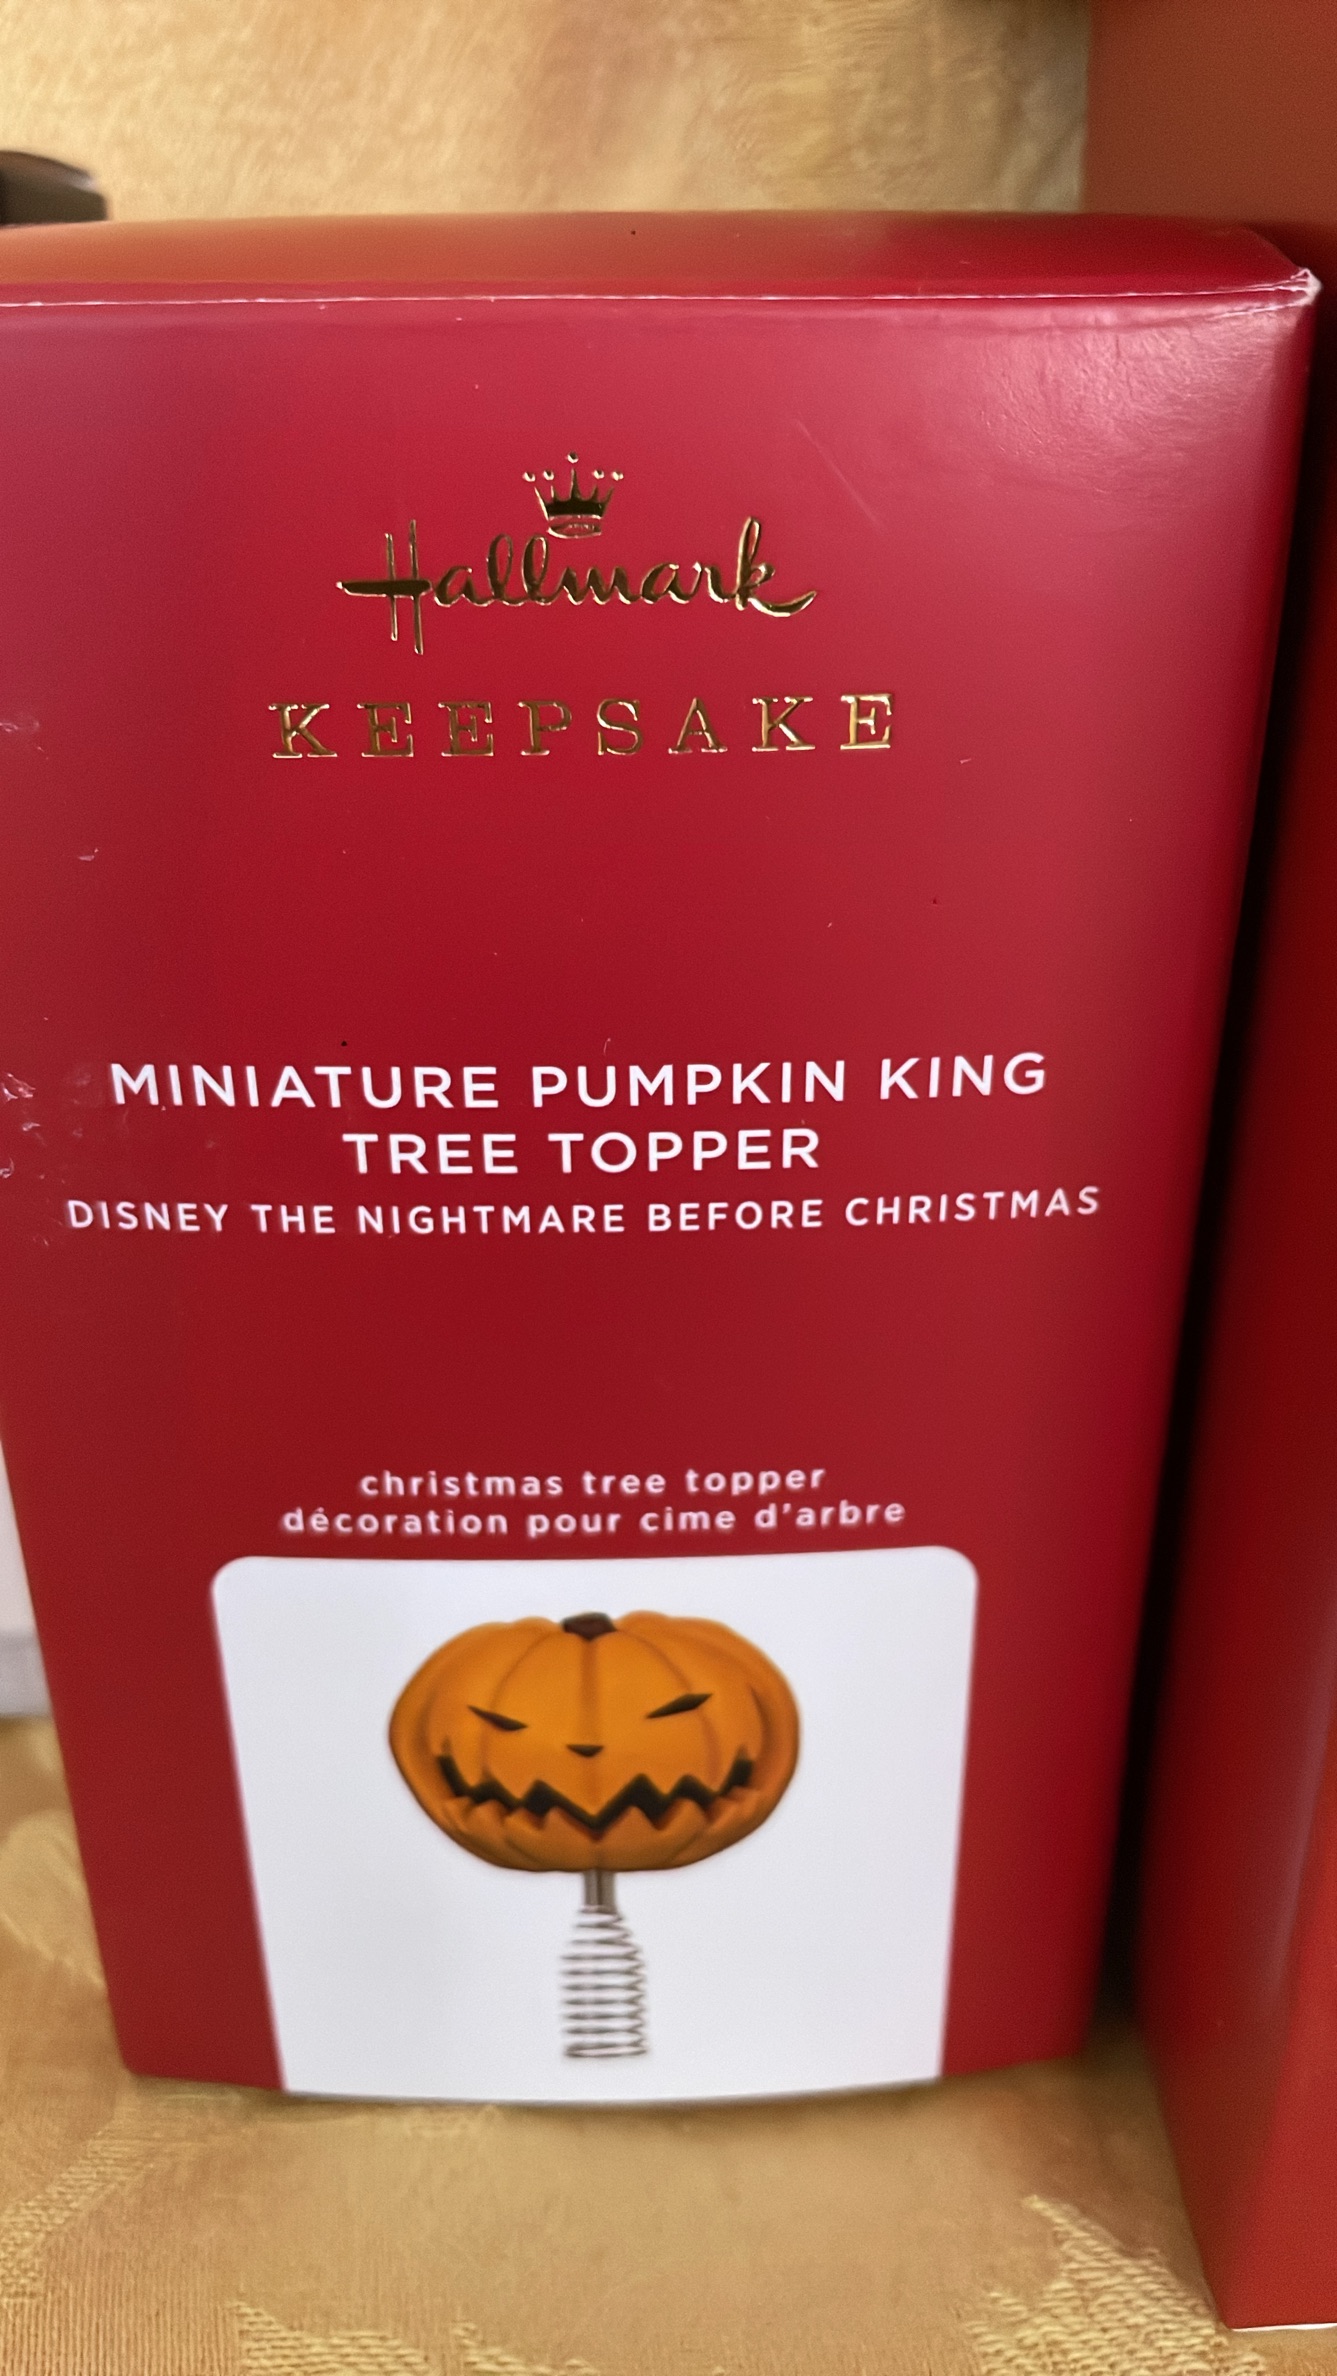 Hallmark
KEEPSAKE
MINIATURE PUMPKIN KING
TREE TOPPER
DISNEY THE NIGHTMARE BEFORE CHRISTMAS
christmas tree topper
décoration pour cime d'arbre